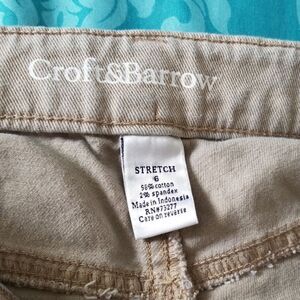 Croft&Barrow
STRETCH
6
98% cotton
2% spandex
Made in Indonesia
RN#73277
Care on reverse